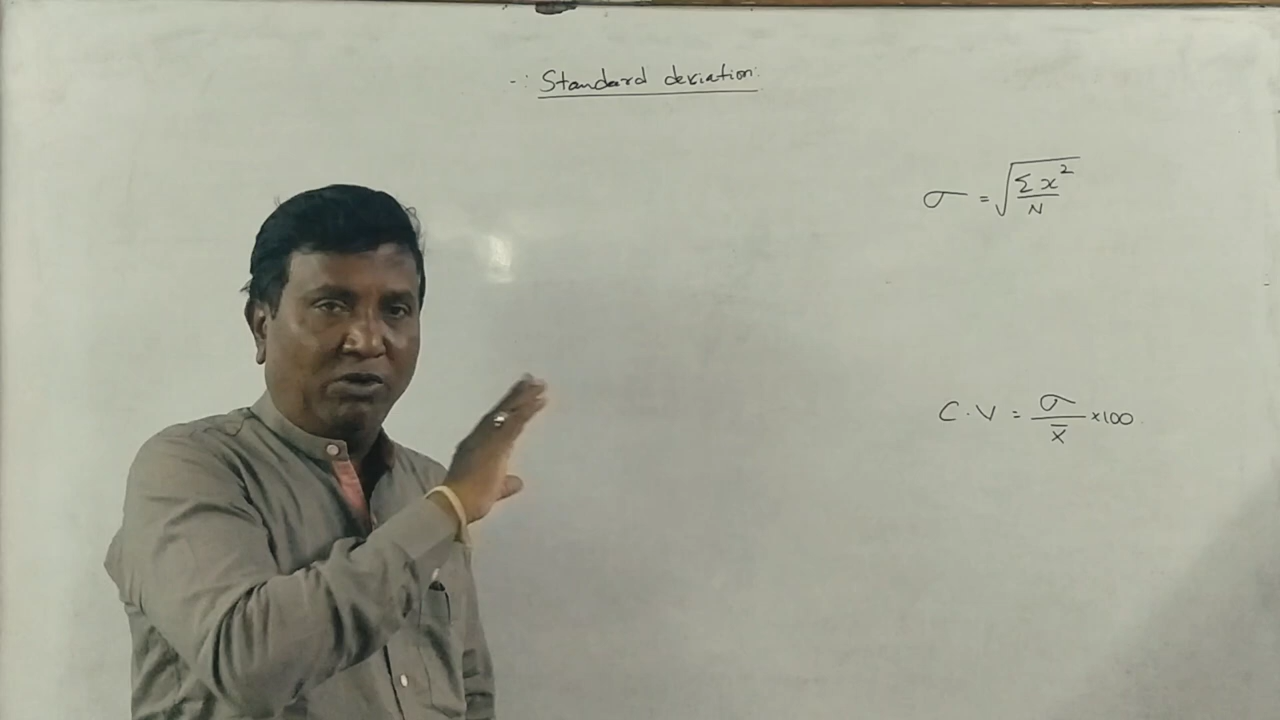 -: Standard deviation:
σ = √(Σx²/N)
C.V = σ/x̄ ×100